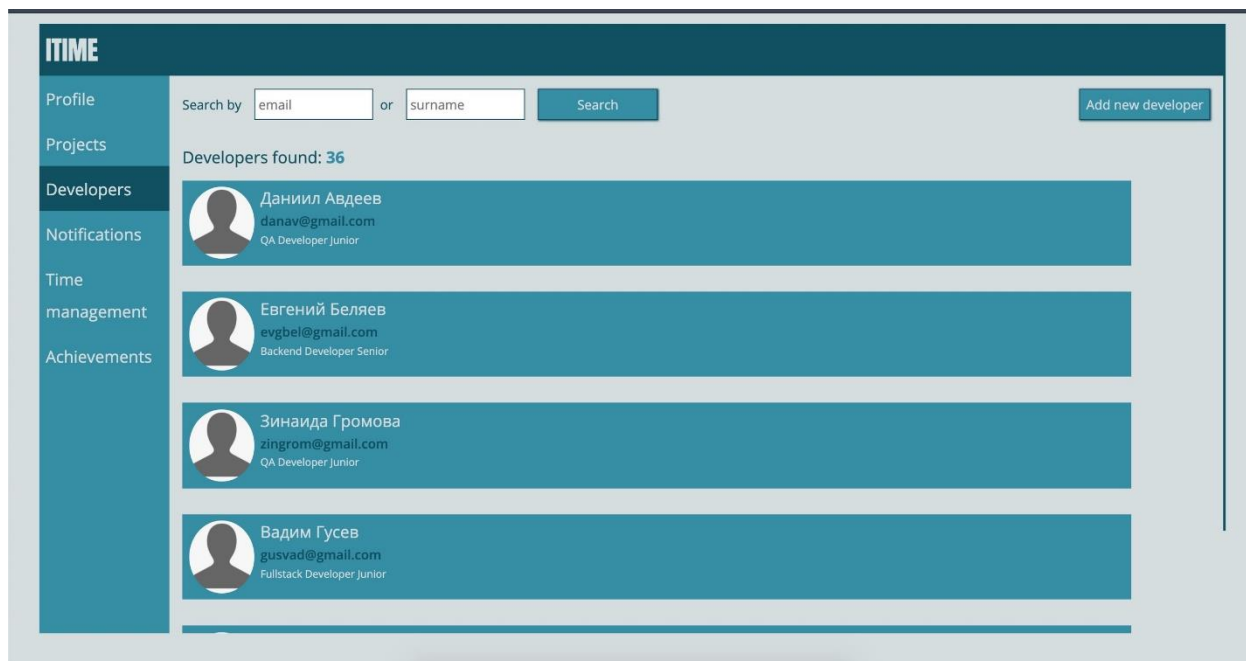 ITIME
Profile
Projects
Developers
Notifications
Time
management
Achievements
Search by email or surname Search Add new developer
Developers found: 36
Даниил Авдеев
danav@gmail.com
QA Developer Junior
Евгений Беляев
evgbel@gmail.com
Backend Developer Senior
Зинаида Громова
zingrom@gmail.com
QA Developer Junior
Вадим Гусев
gusvad@gmail.com
Fullstack Developer Junior